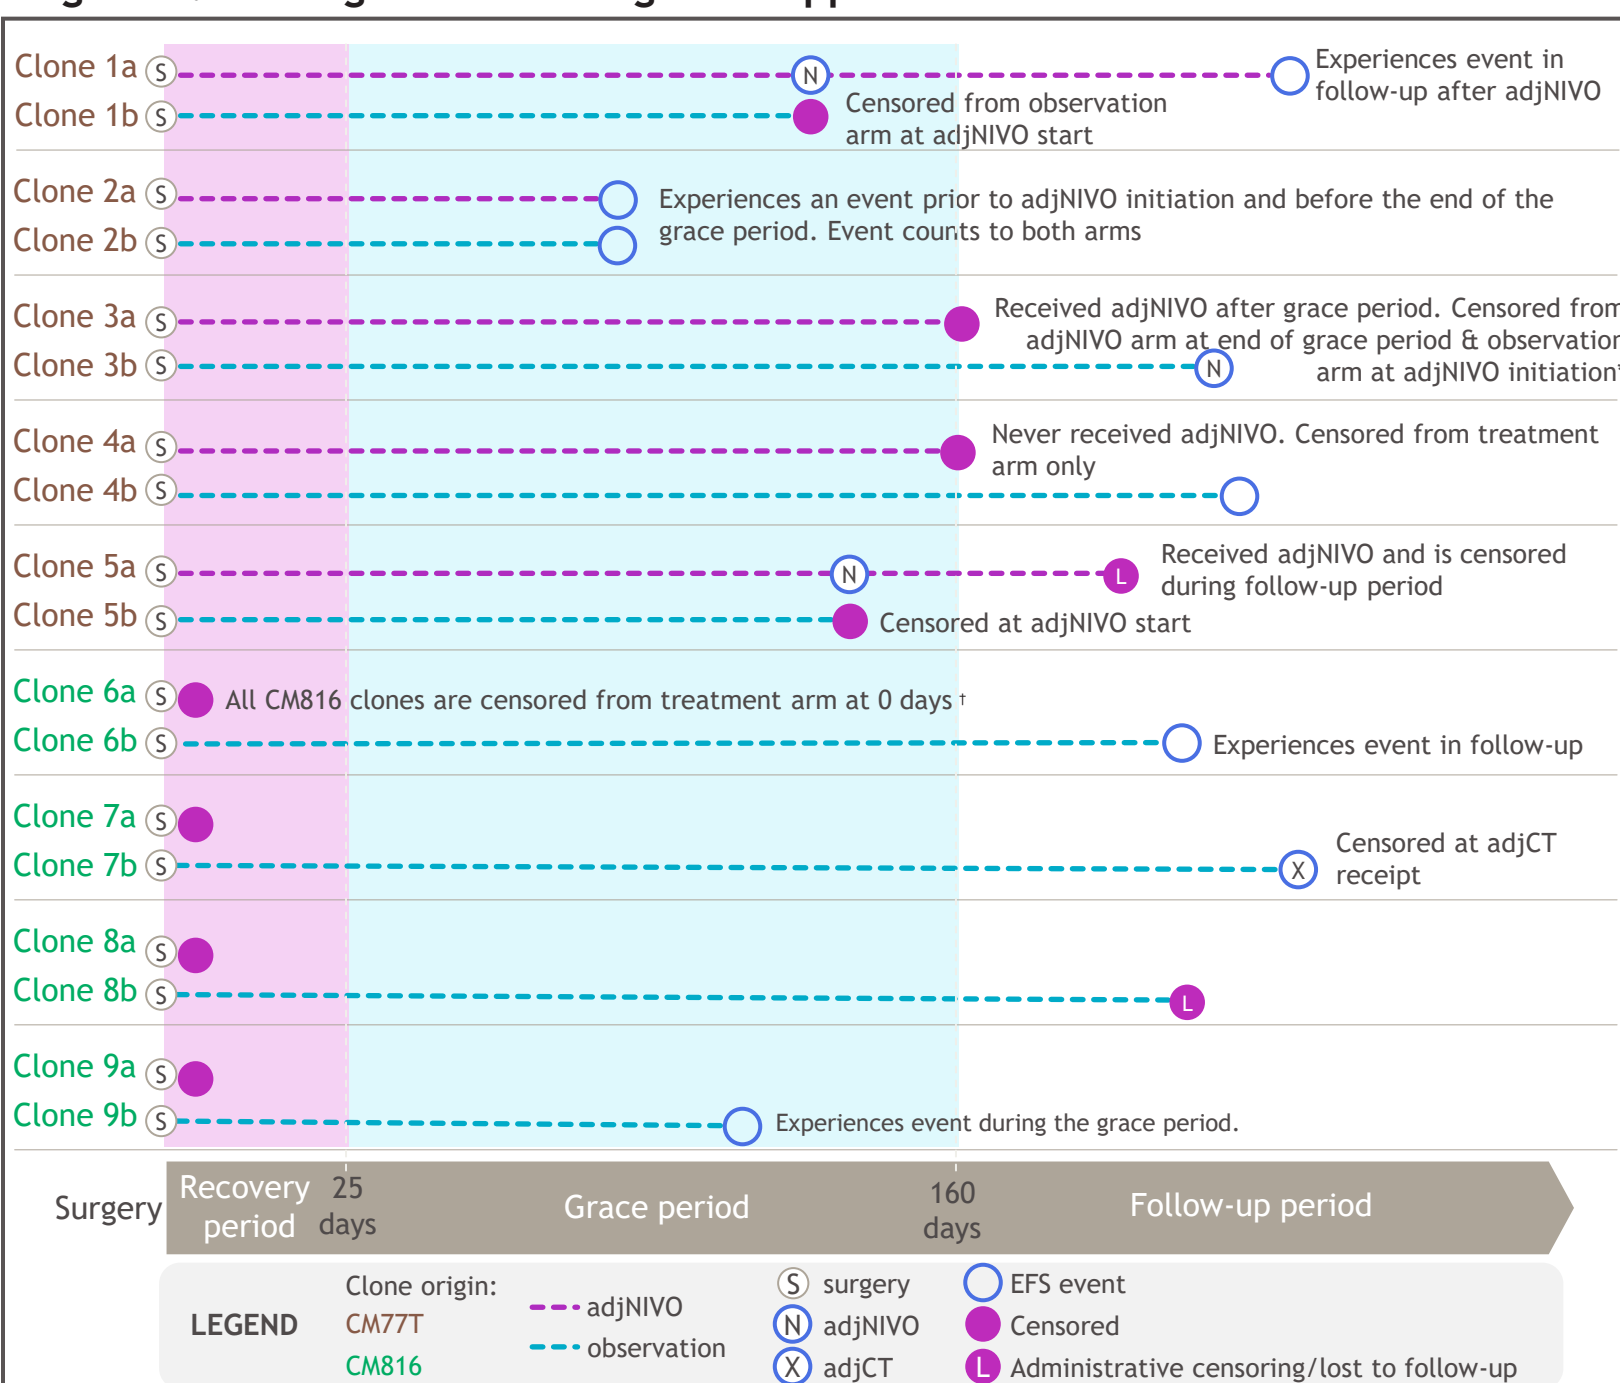 Clone 1a S N Experiences event in
follow-up after adjNIVO
Clone 1b S Censored from observation
arm at adjNIVO start
Clone 2a S Experiences an event prior to adjNIVO initiation and before the end of the
Clone 2b S grace period. Event counts to both arms
Clone 3a S Received adjNIVO after grace period. Censored from
adjNIVO arm at end of grace period & observation
Clone 3b S N arm at adjNIVO initiation*
Clone 4a S Never received adjNIVO. Censored from treatment
arm only
Clone 4b S
Clone 5a S N L Received adjNIVO and is censored
during follow-up period
Clone 5b S Censored at adjNIVO start
Clone 6a S All CM816 clones are censored from treatment arm at 0 days †
Clone 6b S Experiences event in follow-up
Clone 7a S
Clone 7b S X Censored at adjCT
receipt
Clone 8a S
Clone 8b S L
Clone 9a S
Clone 9b S Experiences event during the grace period.
Surgery
Recovery
period
25
days
Grace period
160
days
Follow-up period
LEGEND
Clone origin:
CM77T
CM816
adjNIVO
observation
S surgery
N adjNIVO
X adjCT
EFS event
Censored
L Administrative censoring/lost to follow-up